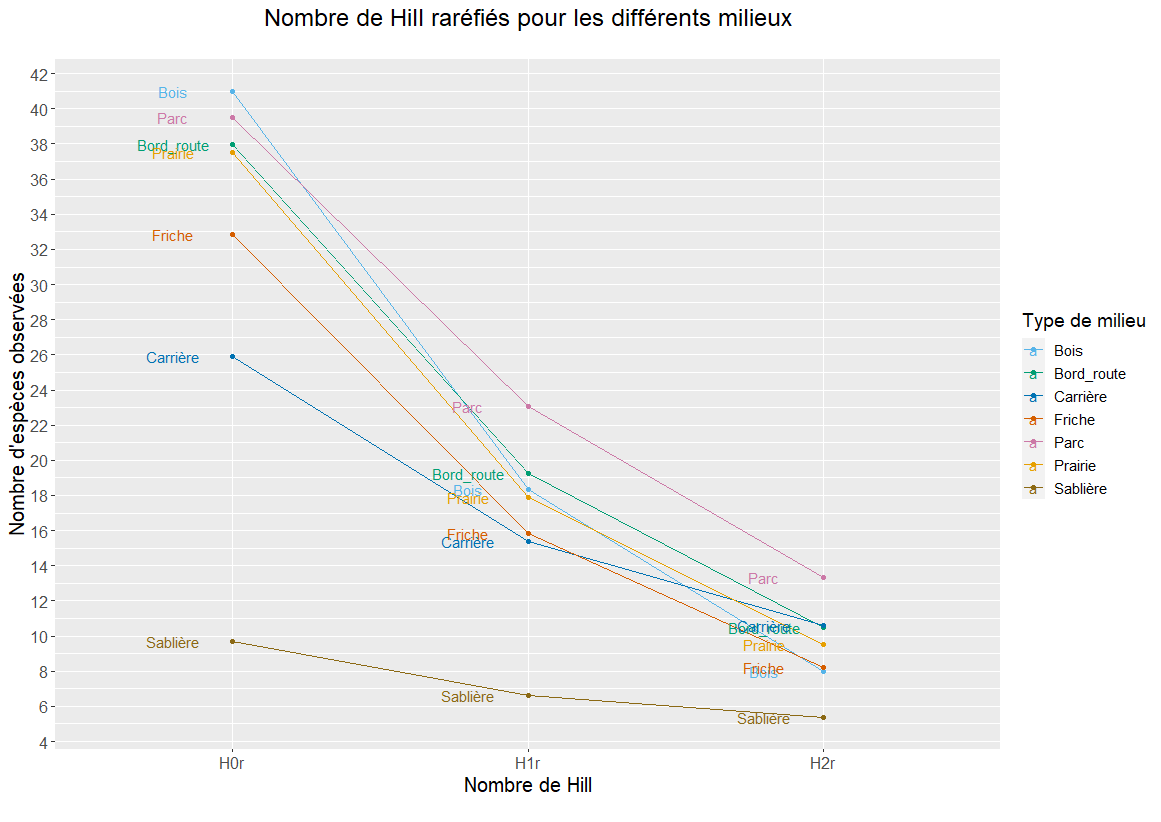 Nombre de Hill raréfiés pour les différents milieux
42
40
38
36
34
32
30
28
26
24
22
20
18
16
14
12
10
8
6
4
Nombre d'espèces observées
Bois
Parc
Bord_route
Prairie
Friche
Carrière
Sablière
Parc
Bord_route
Bois
Prairie
Friche
Carrière
Sablière
Parc
Carrière
Bord_route
Prairie
Friche
Bois
Sablière
H0r
H1r
H2r
Nombre de Hill
Type de milieu
a Bois
a Bord_route
a Carrière
a Friche
a Parc
a Prairie
a Sablière